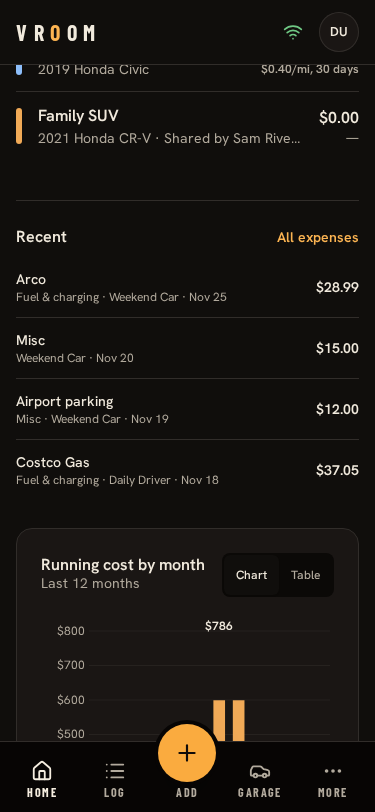 VROOM
DU
2019 Honda Civic
$0.40/mi, 30 days
Family SUV
$0.00
2021 Honda CR-V · Shared by Sam Rive...
—
Recent
All expenses
Arco
$28.99
Fuel & charging · Weekend Car · Nov 25
Misc
$15.00
Weekend Car · Nov 20
Airport parking
$12.00
Misc · Weekend Car · Nov 19
Costco Gas
$37.05
Fuel & charging · Daily Driver · Nov 18
Running cost by month
Last 12 months
Chart
Table
$786
$800
$700
$600
$500
HOME
LOG
ADD
GARAGE
MORE